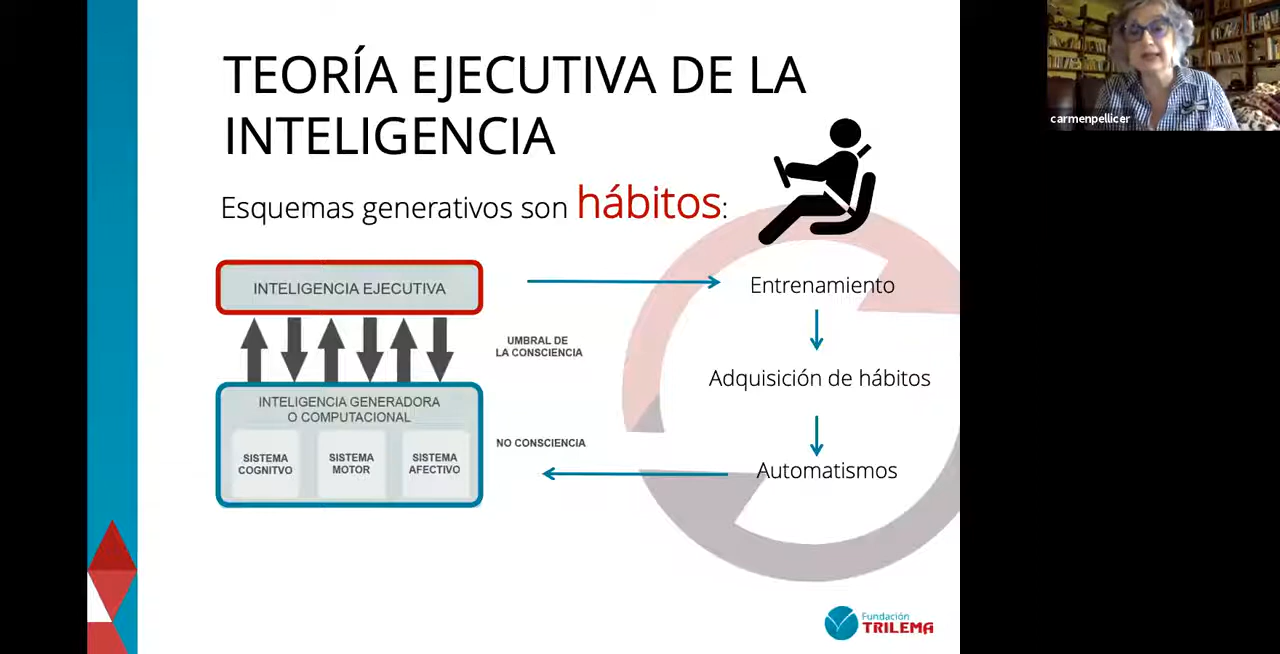 TEORÍA EJECUTIVA DE LA
INTELIGENCIA
Esquemas generativos son hábitos:
INTELIGENCIA EJECUTIVA
UMBRAL DE
LA CONSCIENCIA
INTELIGENCIA GENERADORA
O COMPUTACIONAL
SISTEMA
COGNITVO
SISTEMA
MOTOR
SISTEMA
AFECTIVO
NO CONSCIENCIA
Entrenamiento
Adquisición de hábitos
Automatismos
Fundación
TRILEMA
carmenpellicer